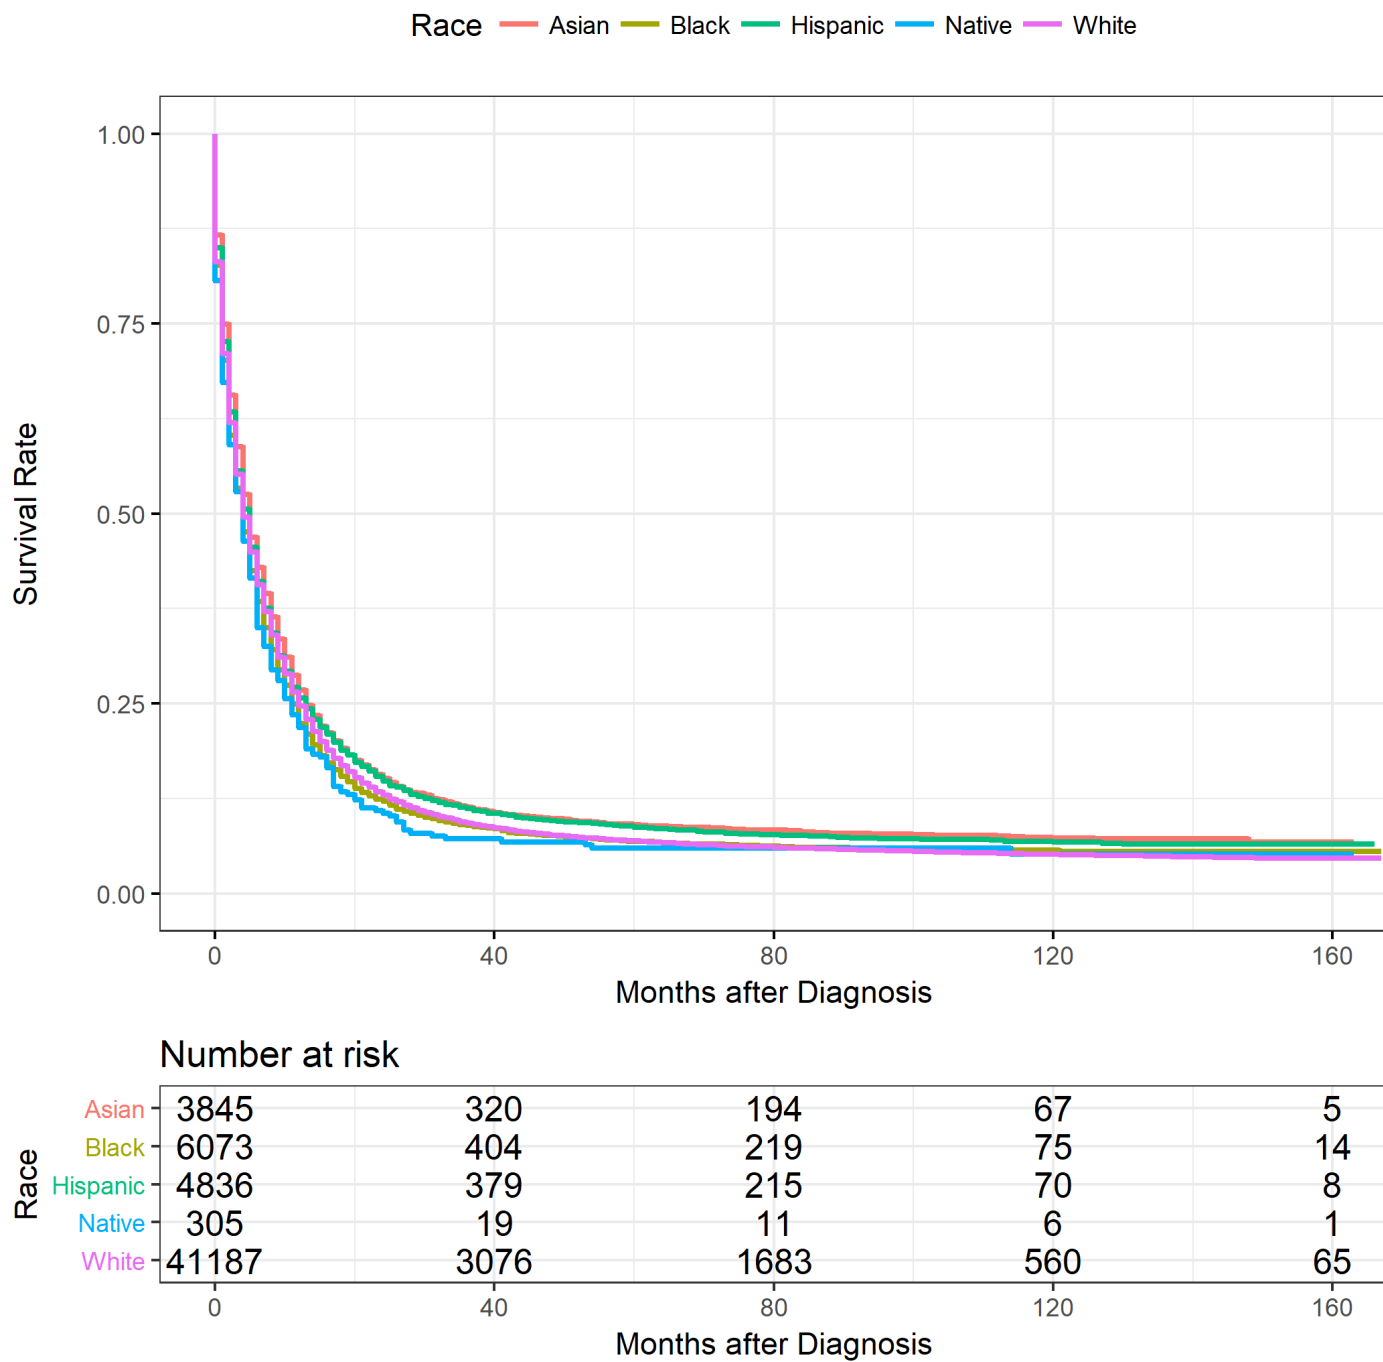 Race Asian Black Hispanic Native White
1.00
0.75
0.50
0.25
0.00
Survival Rate
0 40 80 120 160
Months after Diagnosis
Number at risk
Race
Asian 3845 320 194 67 5
Black 6073 404 219 75 14
Hispanic 4836 379 215 70 8
Native 305 19 11 6 1
White 41187 3076 1683 560 65
0 40 80 120 160
Months after Diagnosis